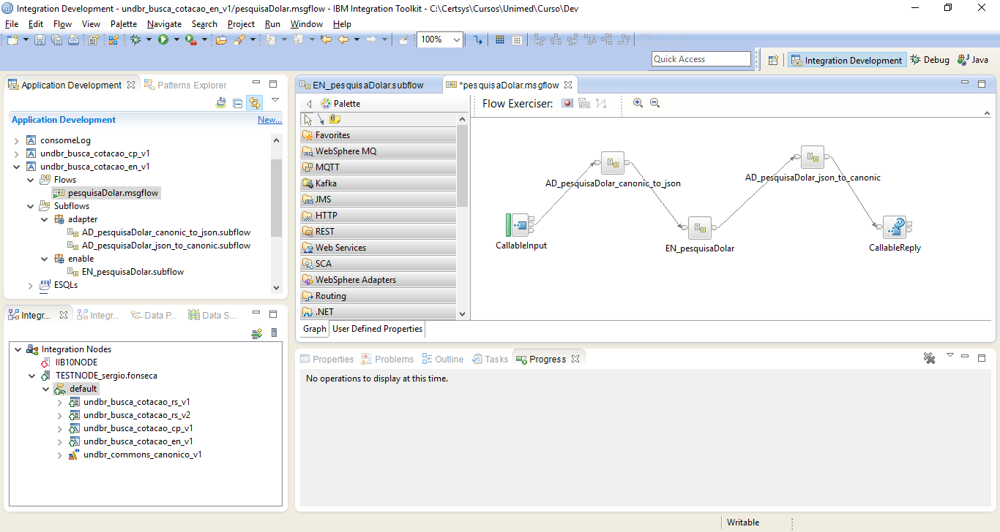 Integration Development - undbr_busca_cotacao_en_v1/pesquisaDolar.msgflow - IBM Integration Toolkit - C:\Certsys\Cursos\Unimed\Curso\Dev
File Edit Flow View Palette Navigate Search Project Run Window Help
100%
Quick Access
Integration Development Debug Java
Application Development Patterns Explorer
Application Development New...
consomeLog
undbr_busca_cotacao_cp_v1
undbr_busca_cotacao_en_v1
Flows
pesquisaDolar.msgflow
Subflows
adapter
AD_pesquisaDolar_canonic_to_json.subflow
AD_pesquisaDolar_json_to_canonic.subflow
enable
EN_pesquisaDolar.subflow
ESQLs
EN_pesquisaDolar.subflow *pesquisaDolar.msgflow
Palette
Favorites
WebSphere MQ
MQTT
Kafka
JMS
HTTP
REST
Web Services
SCA
WebSphere Adapters
Routing
.NET
Flow Exerciser:
AD_pesquisaDolar_canonic_to_json
AD_pesquisaDolar_json_to_canonic
CallableInput
EN_pesquisaDolar
CallableReply
Graph User Defined Properties
Integr... Integr... Data P... Data S...
Integration Nodes
IIB10NODE
TESTNODE_sergio.fonseca
default
undbr_busca_cotacao_rs_v1
undbr_busca_cotacao_rs_v2
undbr_busca_cotacao_cp_v1
undbr_busca_cotacao_en_v1
undbr_commons_canonico_v1
Properties Problems Outline Tasks Progress
No operations to display at this time.
Writable